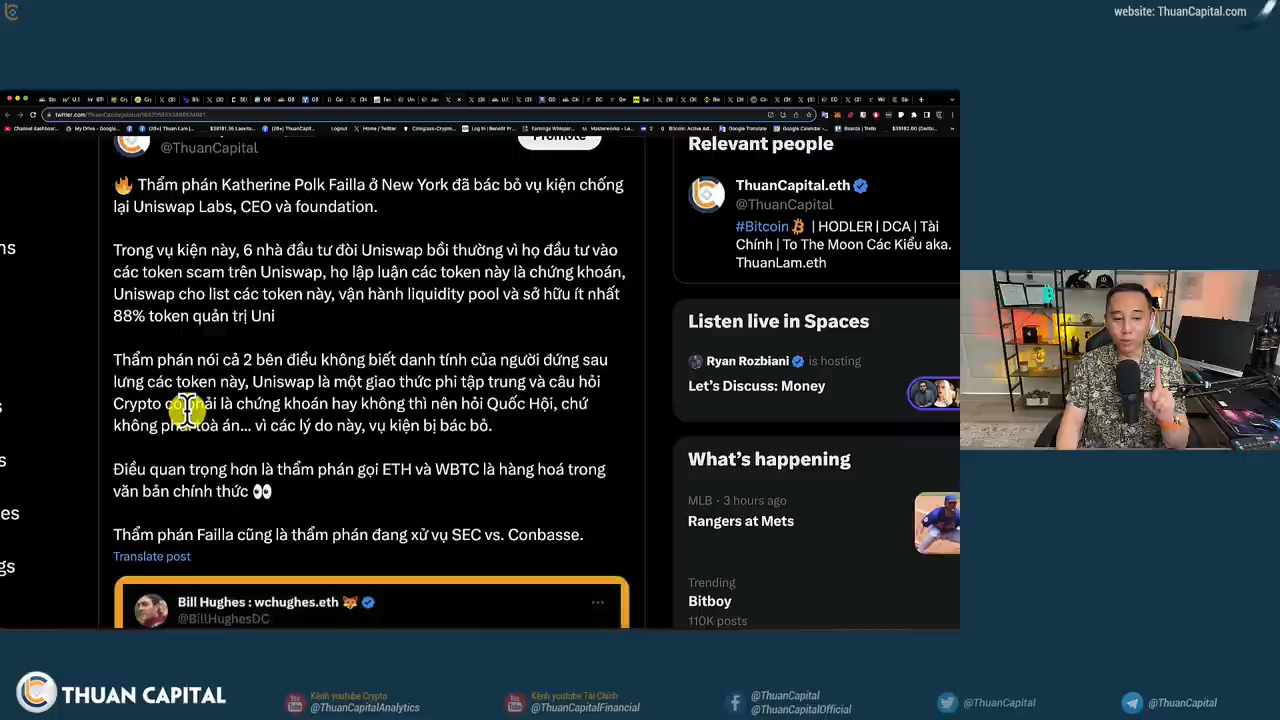 website: ThuanCapital.com
@ThuanCapital
Promote
🔥 Thẩm phán Katherine Polk Failla ở New York đã bác bỏ vụ kiện chống
lại Uniswap Labs, CEO và foundation.
Trong vụ kiện này, 6 nhà đầu tư đòi Uniswap bồi thường vì họ đầu tư vào
các token scam trên Uniswap, họ lập luận các token này là chứng khoán,
Uniswap cho list các token này, vận hành liquidity pool và sở hữu ít nhất
88% token quản trị Uni
Thẩm phán nói cả 2 bên điều không biết danh tính của người đứng sau
lưng các token này, Uniswap là một giao thức phi tập trung và câu hỏi
Crypto có phải là chứng khoán hay không thì nên hỏi Quốc Hội, chứ
không phải toà án... vì các lý do này, vụ kiện bị bác bỏ.
Điều quan trọng hơn là thẩm phán gọi ETH và WBTC là hàng hoá trong
văn bản chính thức 👀
Thẩm phán Failla cũng là thẩm phán đang xử vụ SEC vs. Conbasse.
Translate post
Bill Hughes : wchughes.eth 🦊
@BillHughesDC
Relevant people
ThuanCapital.eth
@ThuanCapital
#Bitcoin | HODLER | DCA | Tài
Chính | To The Moon Các Kiểu aka.
ThuanLam.eth
Listen live in Spaces
Ryan Rozbiani is hosting
Let's Discuss: Money
What's happening
MLB · 3 hours ago
Rangers at Mets
Trending
Bitboy
110K posts
THUAN CAPITAL
Kênh youtube Crypto
@ThuanCapitalAnalytics
Kênh youtube Tài Chính
@ThuanCapitalFinancial
@ThuanCapital
@ThuanCapitalOfficial
@ThuanCapital
@ThuanCapital